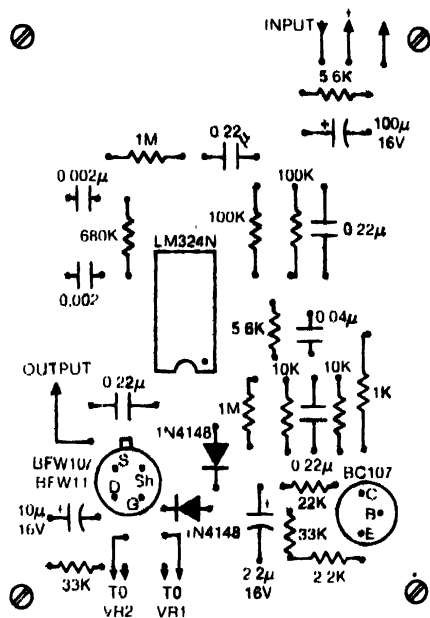 INPUT
+
5.6K
+
100µ
16V
1M
0.22µ
0.002µ
100K
680K
100K
0.22µ
LM324N
0.002
5.6K
0.04µ
OUTPUT
0.22µ
10K
10K
1K
1M
1N4148
BFW10/
BFW11
S
D
Sh
G
0.22µ
22K
BC107
C
B
E
10µ
16V
+
1N4148
+
33K
33K
TO
VR2
TO
VR1
2.2µ
16V
2.2K